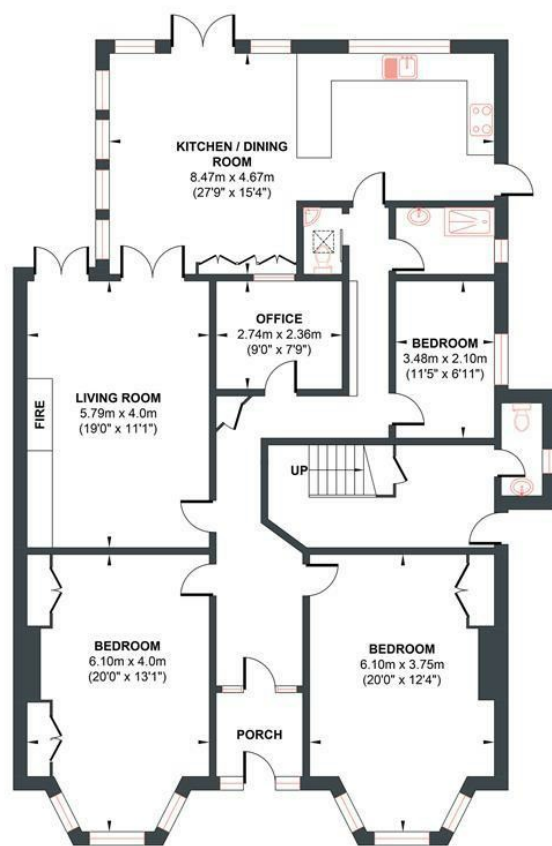 KITCHEN / DINING
ROOM
8.47m x 4.67m
(27'9" x 15'4")
OFFICE
2.74m x 2.36m
(9'0" x 7'9")
BEDROOM
3.48m x 2.10m
(11'5" x 6'11")
LIVING ROOM
5.79m x 4.0m
(19'0" x 11'1")
FIRE
UP
BEDROOM
6.10m x 4.0m
(20'0" x 13'1")
BEDROOM
6.10m x 3.75m
(20'0" x 12'4")
PORCH